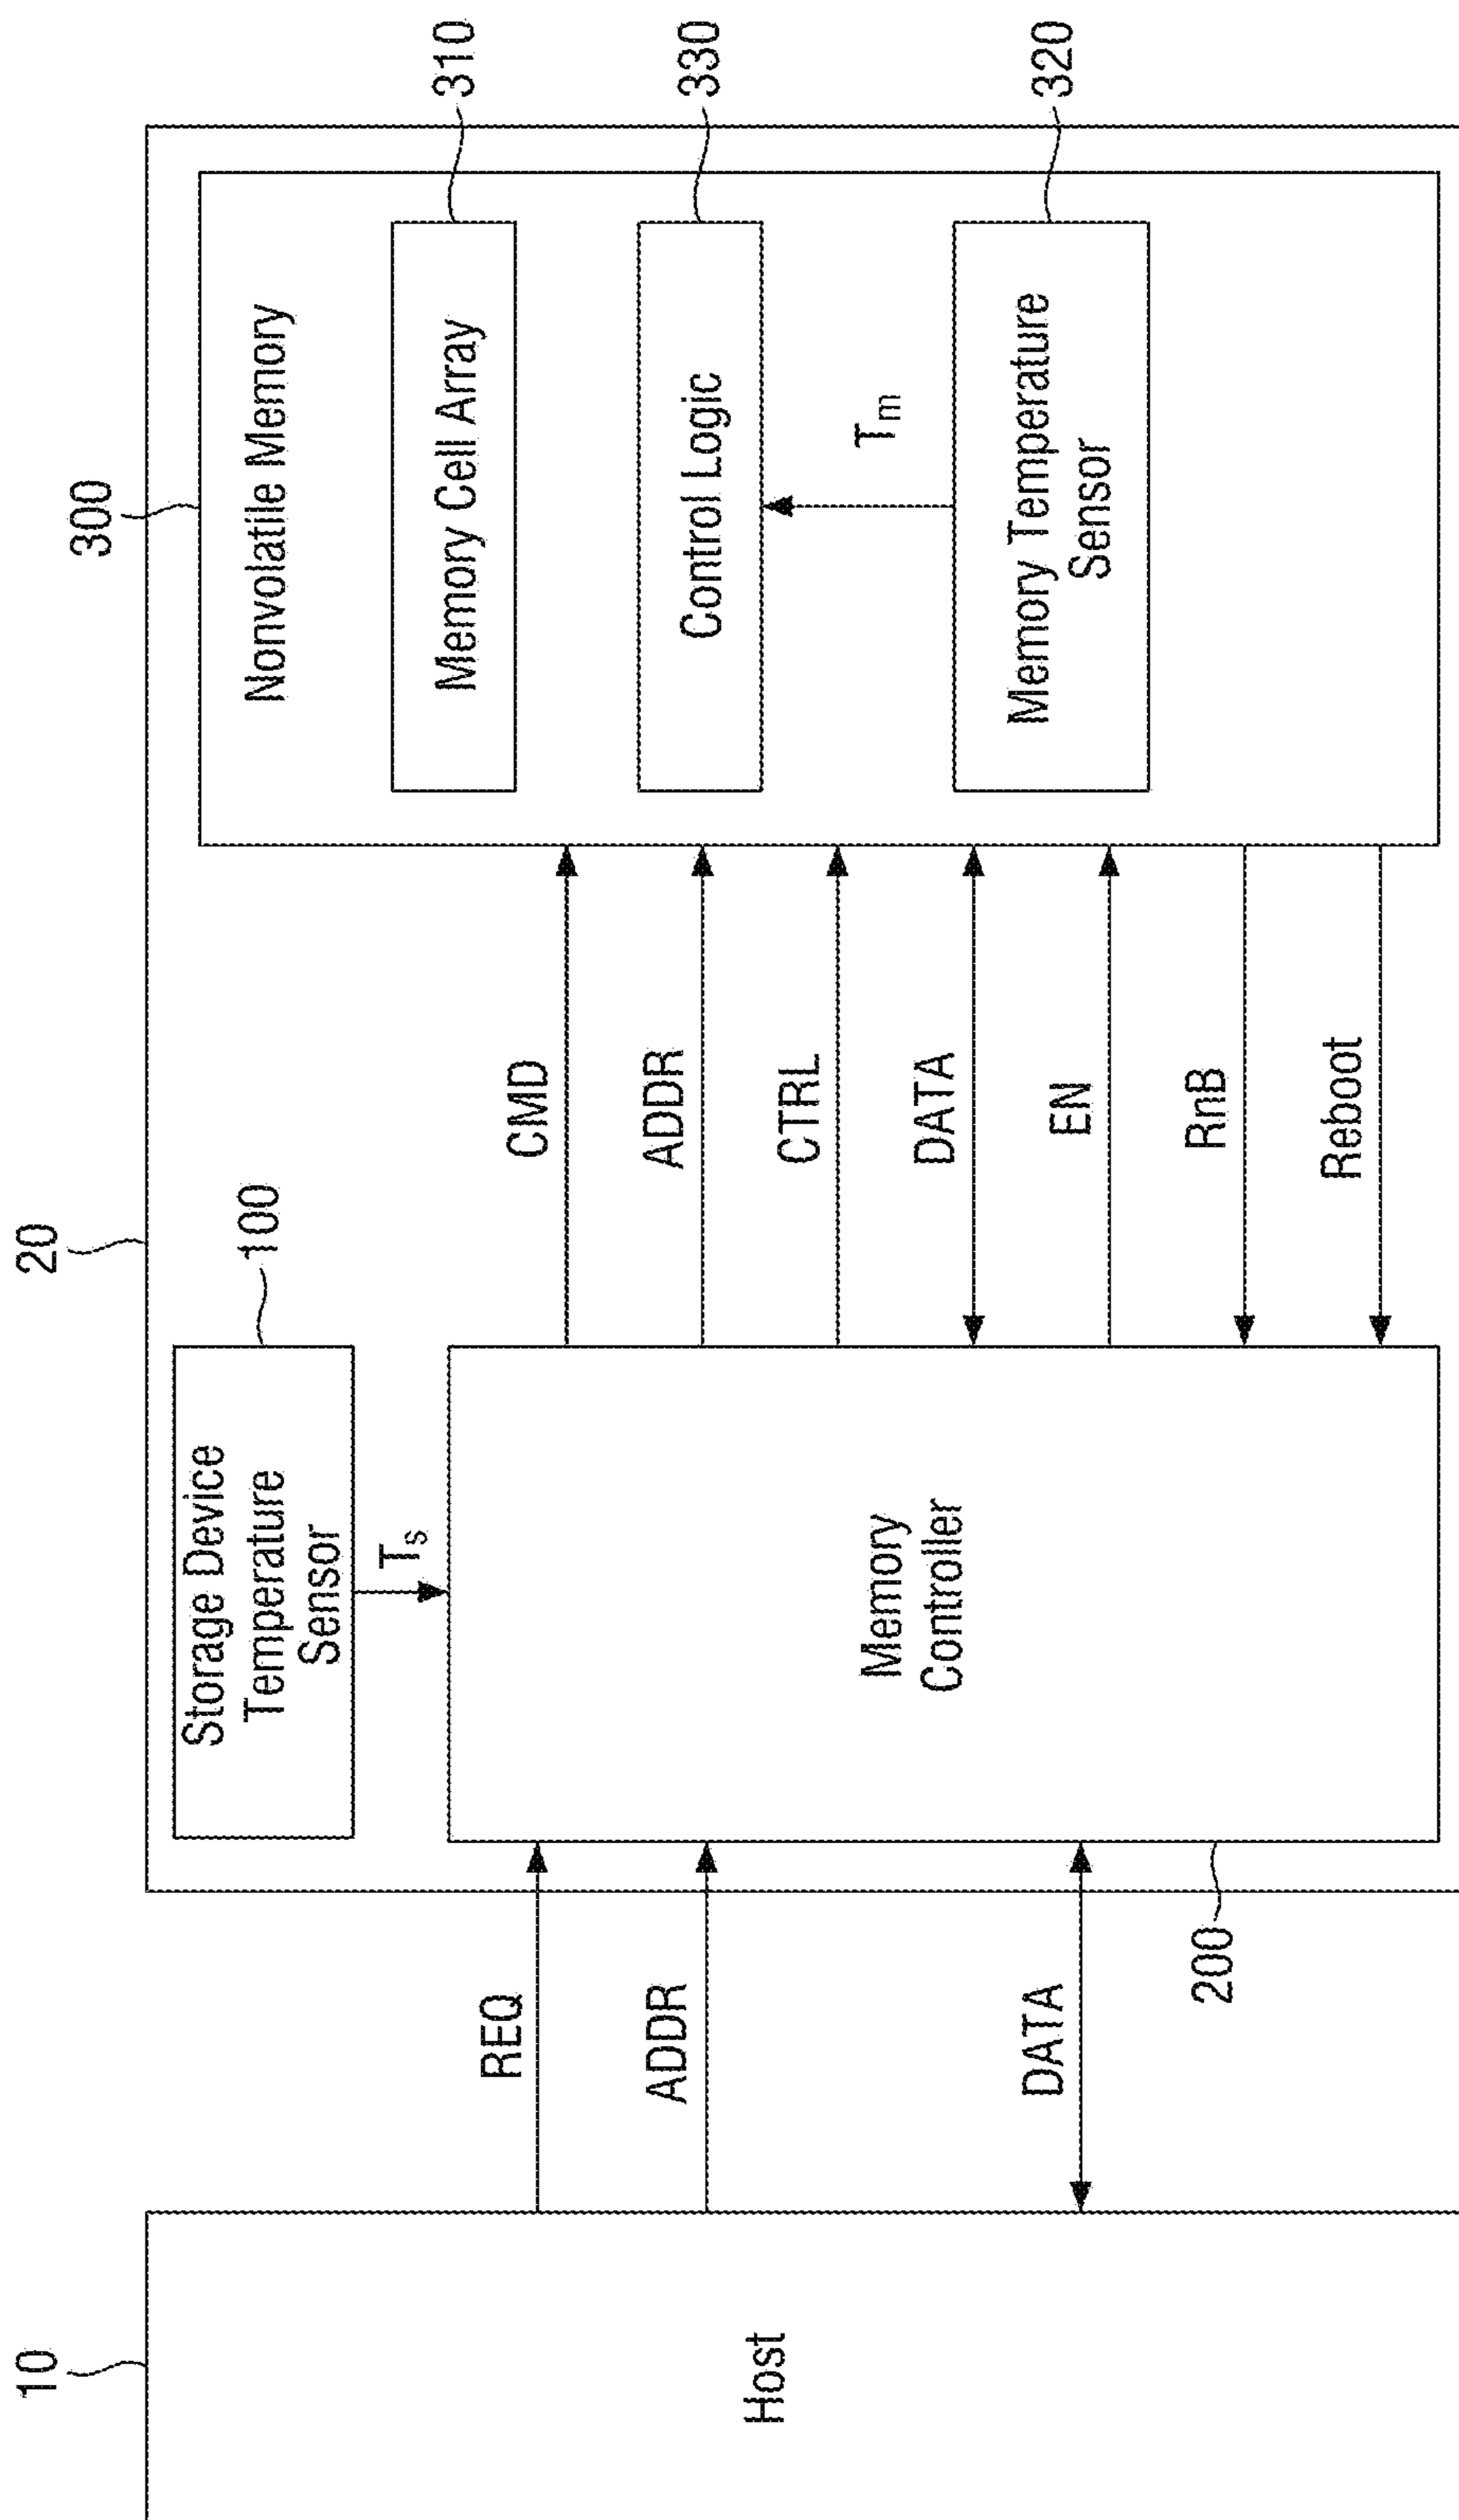 10
20
Host
REQ
ADDR
DATA
Storage Device
Temperature
Sensor
100
Ts
Memory
Controller
200
CMD
ADDR
CTRL
DATA
EN
RnB
Reboot
300
Nonvolatile Memory
Memory Cell Array
310
Control Logic
330
Tm
Memory Temperature
Sensor
320